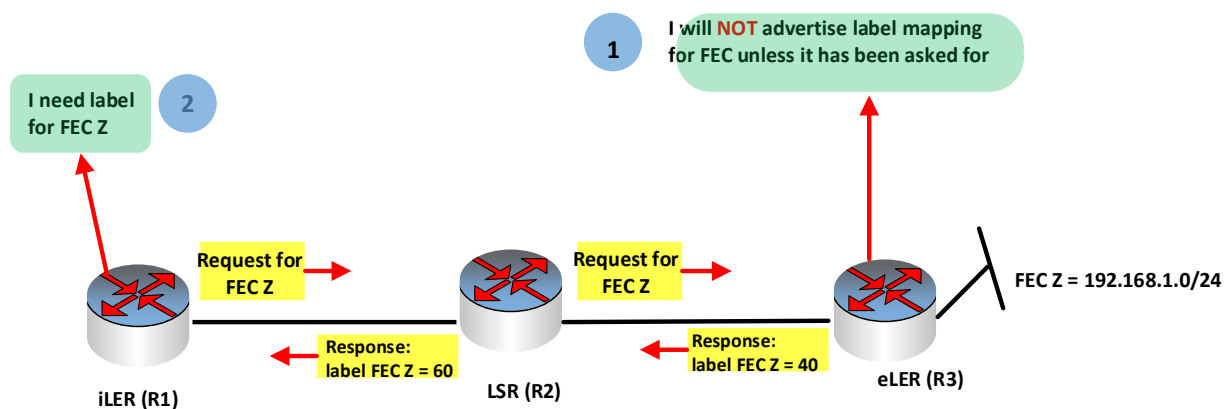 1
I will NOT advertise label mapping
for FEC unless it has been asked for
I need label
for FEC Z
2
Request for
FEC Z
Request for
FEC Z
FEC Z = 192.168.1.0/24
Response:
label FEC Z = 60
Response:
label FEC Z = 40
iLER (R1)
LSR (R2)
eLER (R3)